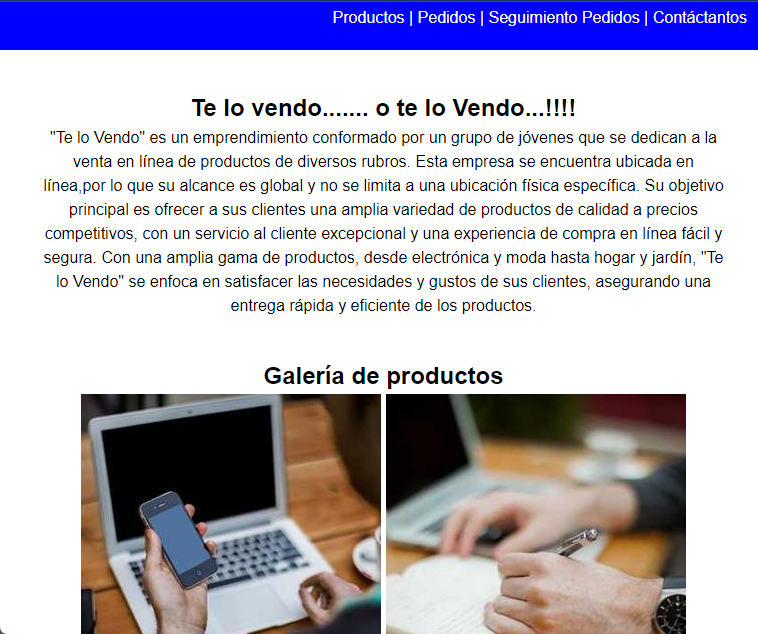 Productos | Pedidos | Seguimiento Pedidos | Contáctantos
Te lo vendo....... o te lo Vendo...!!!!
"Te lo Vendo" es un emprendimiento conformado por un grupo de jóvenes que se dedican a la
venta en línea de productos de diversos rubros. Esta empresa se encuentra ubicada en
línea,por lo que su alcance es global y no se limita a una ubicación física específica. Su objetivo
principal es ofrecer a sus clientes una amplia variedad de productos de calidad a precios
competitivos, con un servicio al cliente excepcional y una experiencia de compra en línea fácil y
segura. Con una amplia gama de productos, desde electrónica y moda hasta hogar y jardín, "Te
lo Vendo" se enfoca en satisfacer las necesidades y gustos de sus clientes, asegurando una
entrega rápida y eficiente de los productos.
Galería de productos